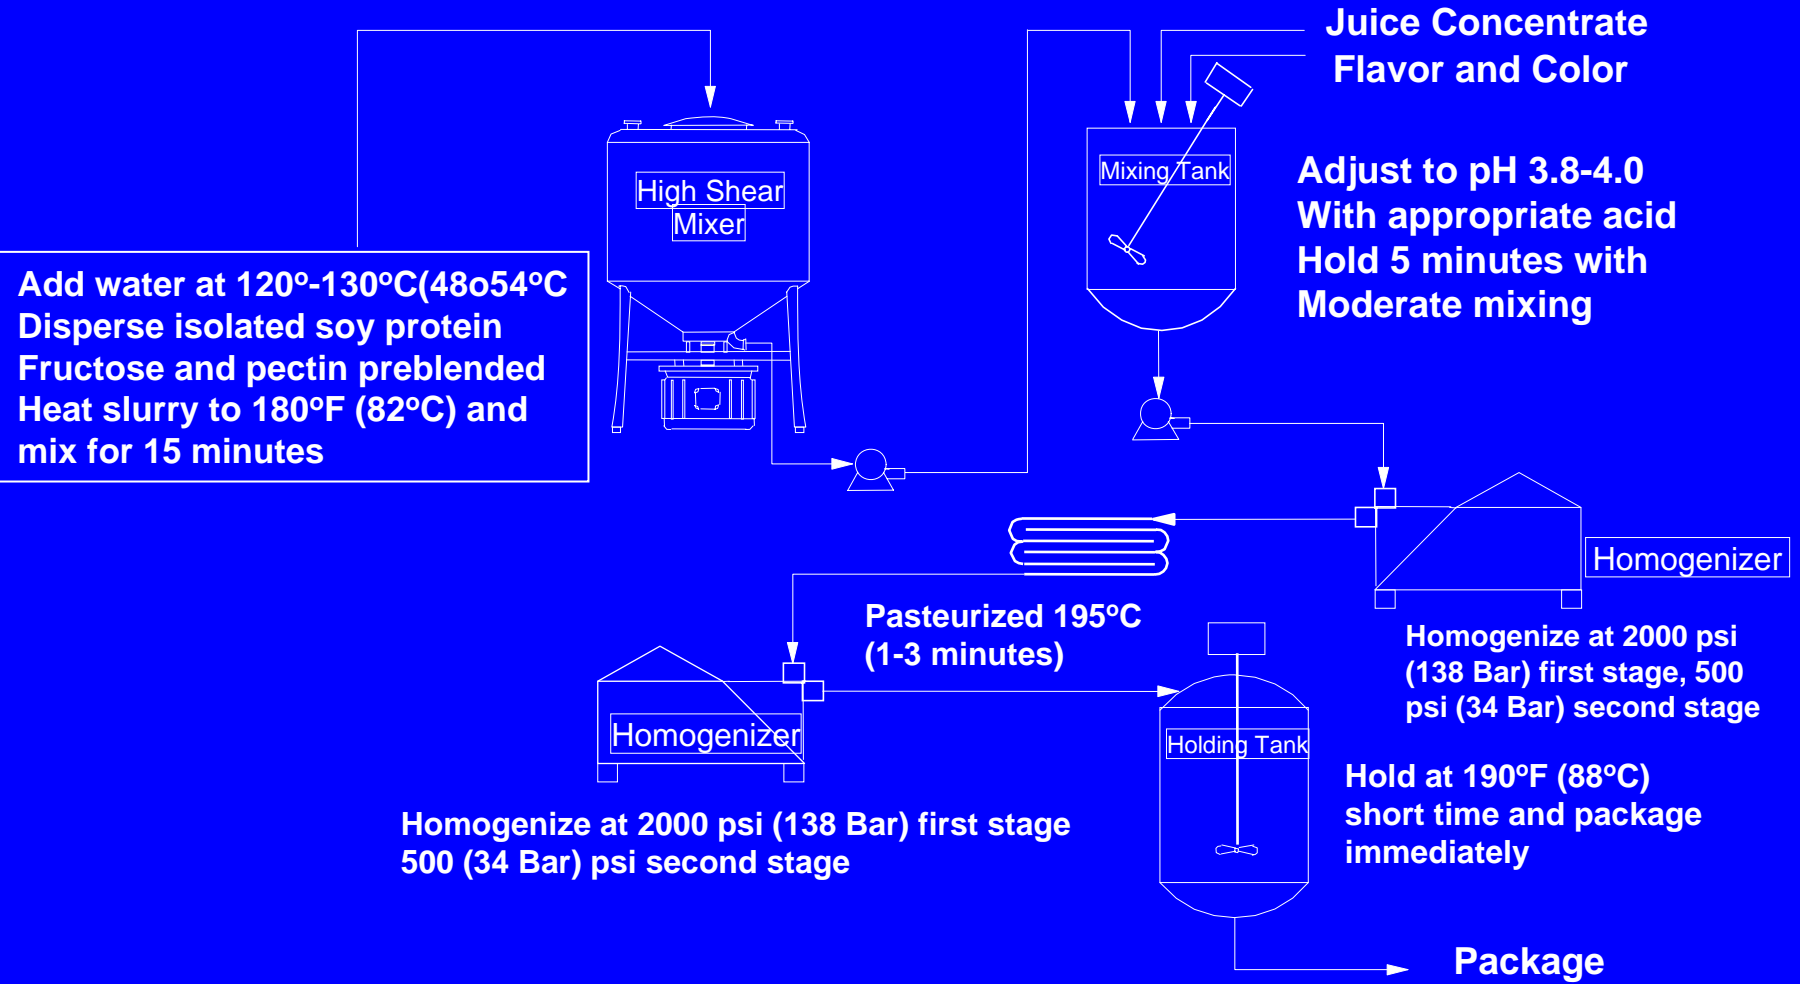 Juice Concentrate
Flavor and Color
High Shear
Mixer
Mixing Tank
Adjust to pH 3.8-4.0
With appropriate acid
Hold 5 minutes with
Moderate mixing
Add water at 120º-130ºC(48o54ºC
Disperse isolated soy protein
Fructose and pectin preblended
Heat slurry to 180ºF (82ºC) and
mix for 15 minutes
Homogenizer
Homogenize at 2000 psi
(138 Bar) first stage, 500
psi (34 Bar) second stage
Pasteurized 195ºC
(1-3 minutes)
Homogenizer
Homogenize at 2000 psi (138 Bar) first stage
500 (34 Bar) psi second stage
Holding Tank
Hold at 190ºF (88ºC)
short time and package
immediately
Package